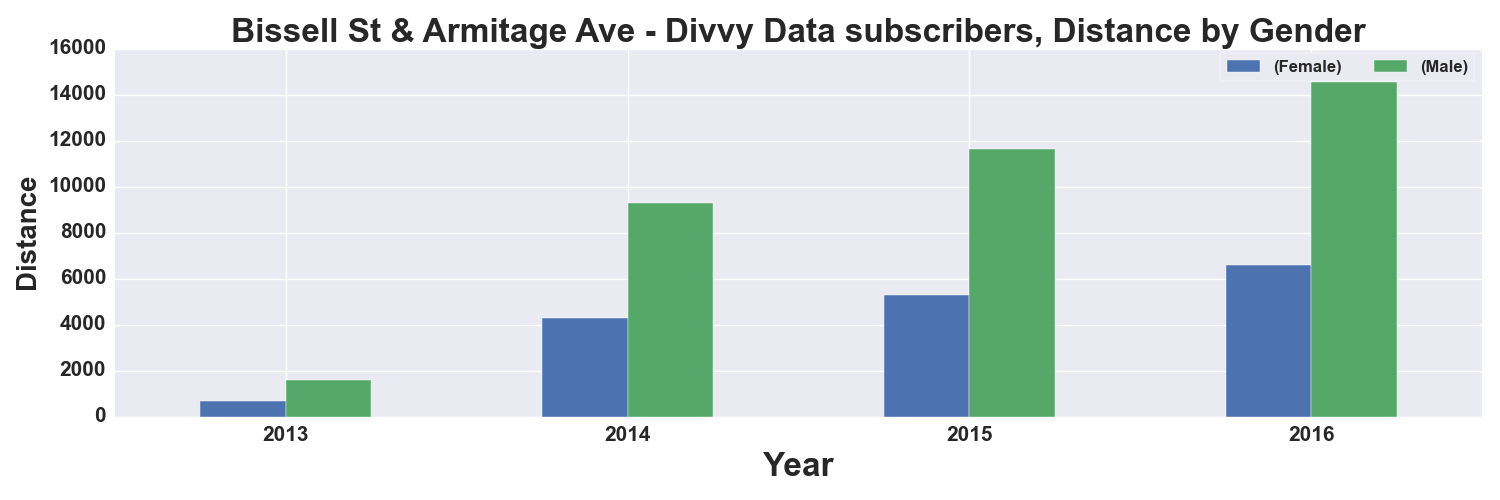 Bissell St & Armitage Ave - Divvy Data subscribers, Distance by Gender
(Female) (Male)
Distance
16000
14000
12000
10000
8000
6000
4000
2000
0
2013 2014 2015 2016
Year